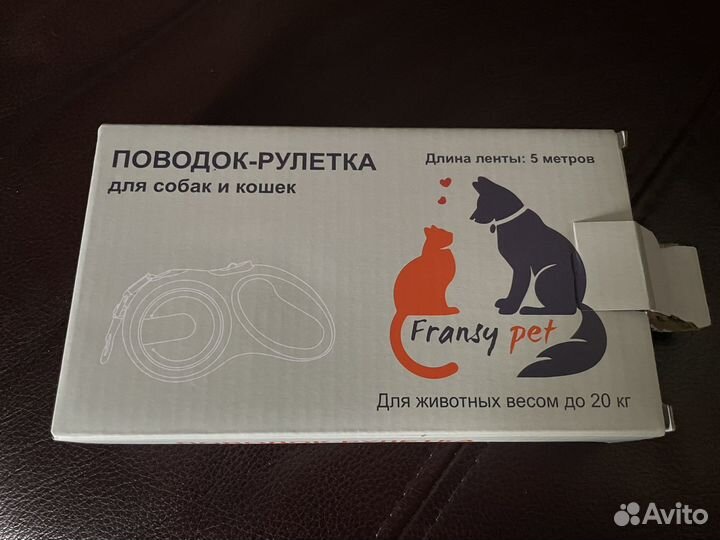 ПОВОДОК-РУЛЕТКА
для собак и кошек
Длина ленты: 5 метров
Fransy pet
Для животных весом до 20 кг
Avito